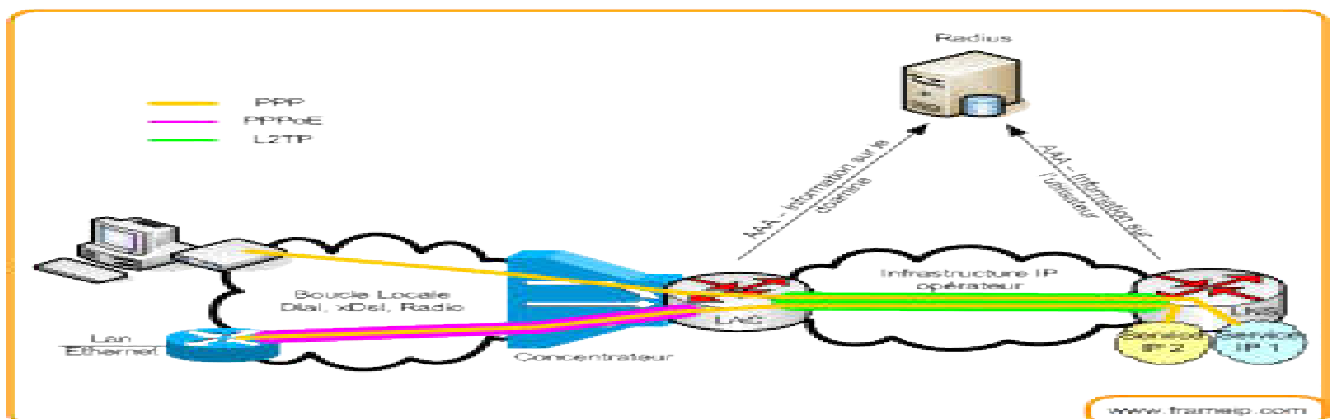 Radius
PPP
PPPoE
L2TP
AAA - Information sur le
doamine
AAA - Information sur
l'utilisateur
Boucle Locale
Dial, xDsl, Radio
Infrastructure IP
opérateur
LAC
LNS
Lan
Ethernet
Concentrateur
Service
IP 2
Service
IP 1
www.frameip.com